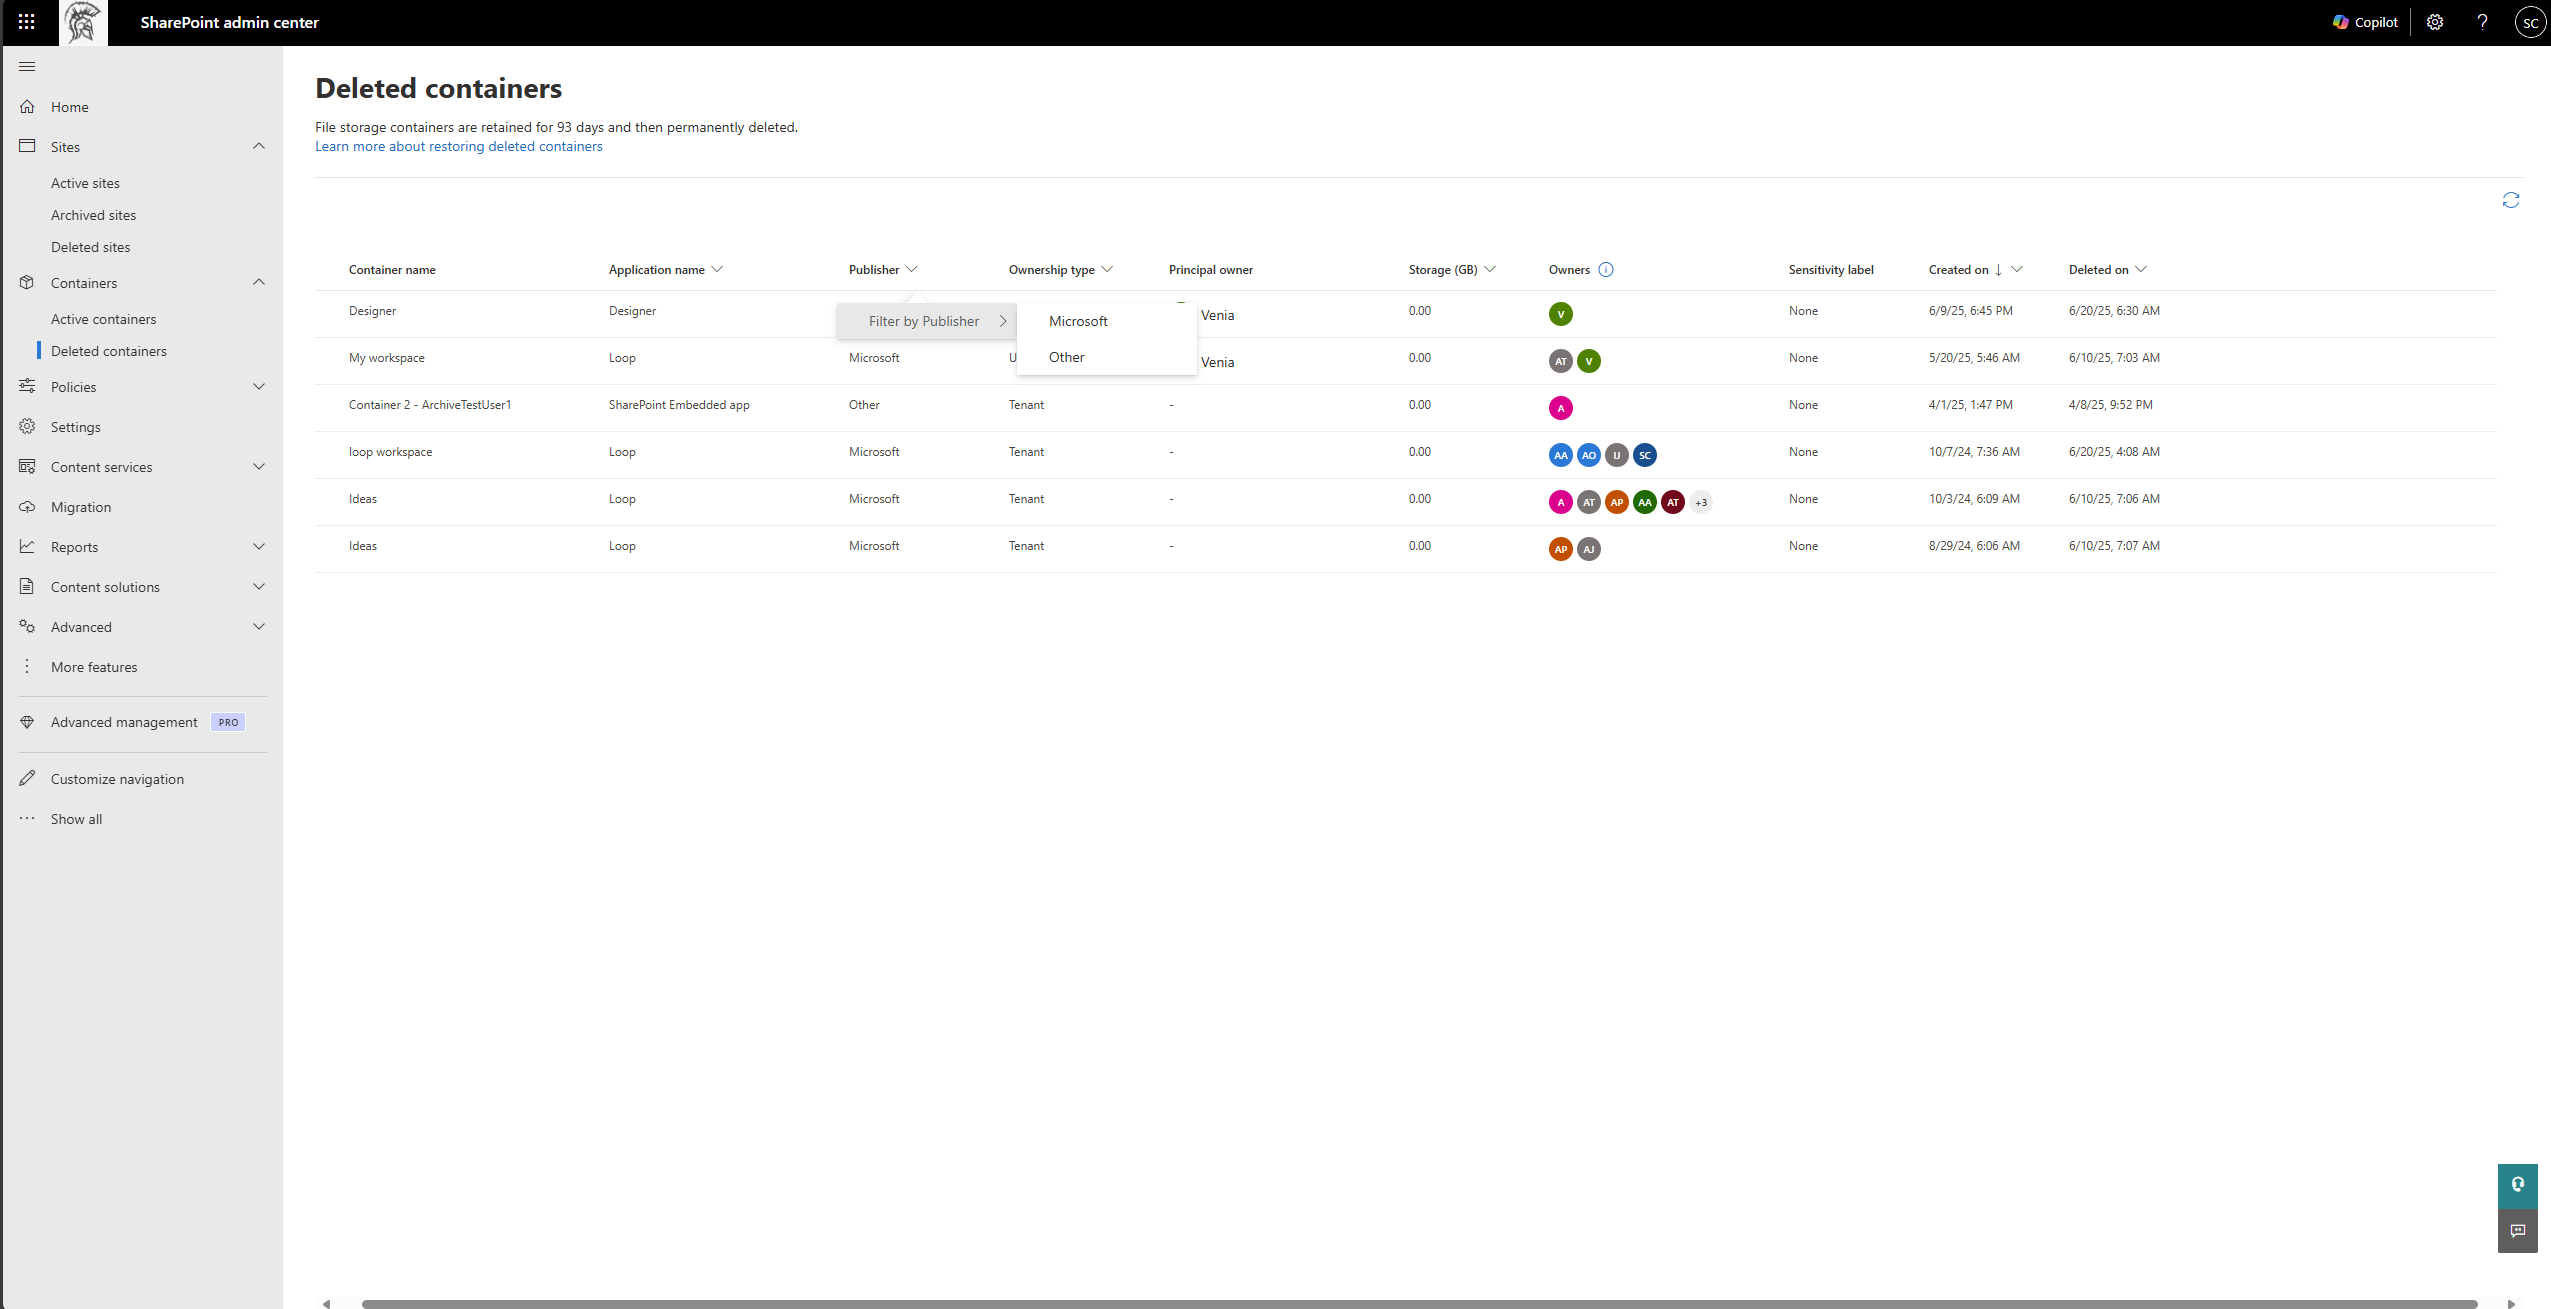 SharePoint admin center
Copilot
?
SC
Home
Sites
Active sites
Archived sites
Deleted sites
Containers
Active containers
Deleted containers
Policies
Settings
Content services
Migration
Reports
Content solutions
Advanced
More features
Advanced management PRO
Customize navigation
Show all
Deleted containers
File storage containers are retained for 93 days and then permanently deleted.
Learn more about restoring deleted containers
Container name Application name Publisher Ownership type Principal owner Storage (GB) Owners Sensitivity label Created on Deleted on
Designer Designer Venia 0.00 V None 6/9/25, 6:45 PM 6/20/25, 6:30 AM
Filter by Publisher
Microsoft
Other
My workspace Loop Microsoft U Venia 0.00 AT V None 5/20/25, 5:46 AM 6/10/25, 7:03 AM
Container 2 - ArchiveTestUser1 SharePoint Embedded app Other Tenant - 0.00 A None 4/1/25, 1:47 PM 4/8/25, 9:52 PM
loop workspace Loop Microsoft Tenant - 0.00 AA AO IJ SC None 10/7/24, 7:36 AM 6/20/25, 4:08 AM
Ideas Loop Microsoft Tenant - 0.00 A AT AP AA AT +3 None 10/3/24, 6:09 AM 6/10/25, 7:06 AM
Ideas Loop Microsoft Tenant - 0.00 AP AJ None 8/29/24, 6:06 AM 6/10/25, 7:07 AM